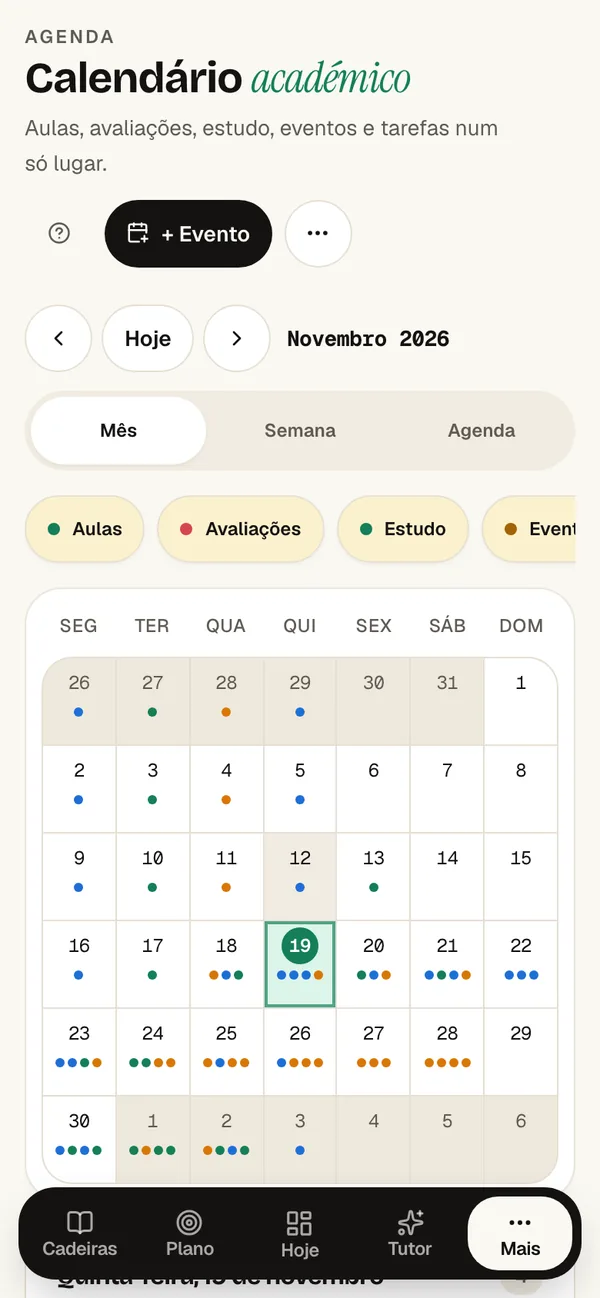 AGENDA
Calendário académico
Aulas, avaliações, estudo, eventos e tarefas num
só lugar.
+ Evento
Hoje
Novembro 2026
Mês Semana Agenda
Aulas Avaliações Estudo Event
SEG TER QUA QUI SEX SÁB DOM
26 27 28 29 30 31 1
2 3 4 5 6 7 8
9 10 11 12 13 14 15
16 17 18 19 20 21 22
23 24 25 26 27 28 29
30 1 2 3 4 5 6
Cadeiras Plano Hoje Tutor Mais